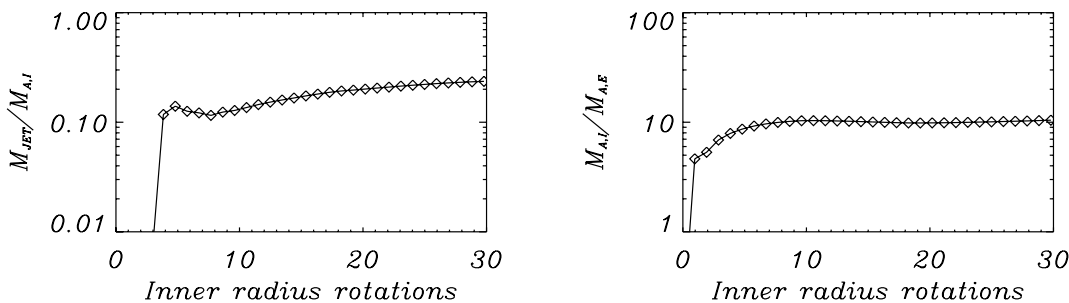 M_JET/M_A,I
1.00
0.10
0.01
0 10 20 30
Inner radius rotations
M_A,I/M_A,E
100
10
1
0 10 20 30
Inner radius rotations